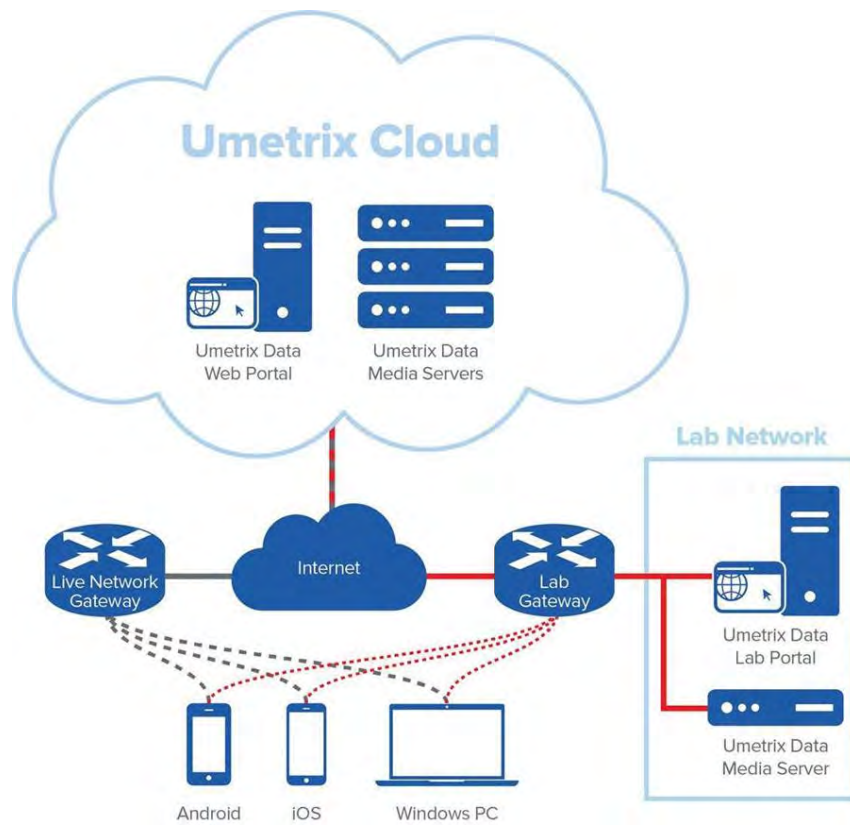 Umetrix Cloud
Umetrix Data
Web Portal
Umetrix Data
Media Servers
Lab Network
Live Network
Gateway
Internet
Lab
Gateway
Umetrix Data
Lab Portal
Umetrix Data
Media Server
Android
iOS
Windows PC